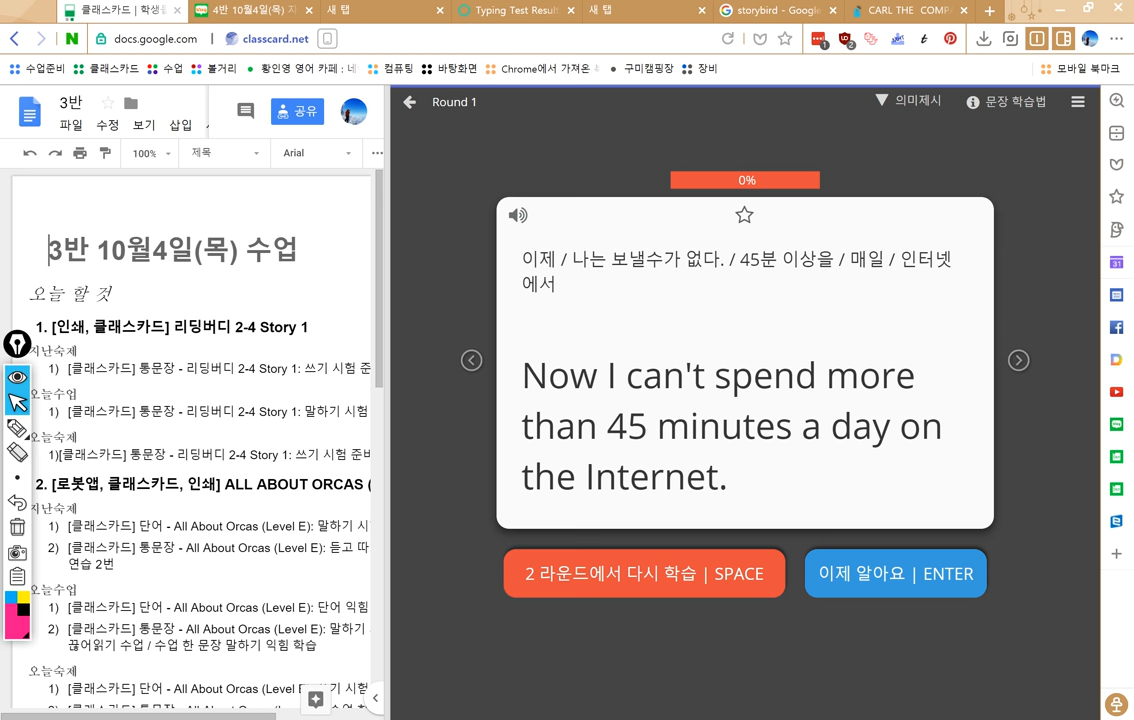 클래스카드 | 학생용
4반 10월4일(목) 지
새 탭
Typing Test Result
새 탭
storybird - Google
CARL THE COMPA
docs.google.com
classcard.net
수업준비
클래스카드
수업
볼거리
황인영 영어 카페 : 네
컴퓨팅
바탕화면
Chrome에서 가져온
구미캠핑장
장비
모바일 북마크
3반
공유
파일 수정 보기 삽입
100%
제목
Arial
3반 10월4일(목) 수업
오늘 할 것
1. [인쇄, 클래스카드] 리딩버디 2-4 Story 1
지난숙제
1) [클래스카드] 통문장 - 리딩버디 2-4 Story 1: 쓰기 시험 준
오늘수업
1) [클래스카드] 통문장 - 리딩버디 2-4 Story 1: 말하기 시험
오늘숙제
1)[클래스카드] 통문장 - 리딩버디 2-4 Story 1: 쓰기 시험 준비
2. [로봇앱, 클래스카드, 인쇄] ALL ABOUT ORCAS (
지난숙제
1) [클래스카드] 단어 - All About Orcas (Level E): 말하기 시
2) [클래스카드] 통문장 - All About Orcas (Level E): 듣고 따
연습 2번
오늘수업
1) [클래스카드] 단어 - All About Orcas (Level E): 단어 익힘
2) [클래스카드] 통문장 - All About Orcas (Level E): 말하기
끊어읽기 수업 / 수업 한 문장 말하기 익힘 학습
오늘숙제
1) [클래스카드] 단어 - All About Orcas (Level E): 쓰기 시험
Round 1
의미제시
문장 학습법
0%
이제 / 나는 보낼수가 없다. / 45분 이상을 / 매일 / 인터넷
에서
Now I can't spend more
than 45 minutes a day on
the Internet.
2 라운드에서 다시 학습 | SPACE
이제 알아요 | ENTER